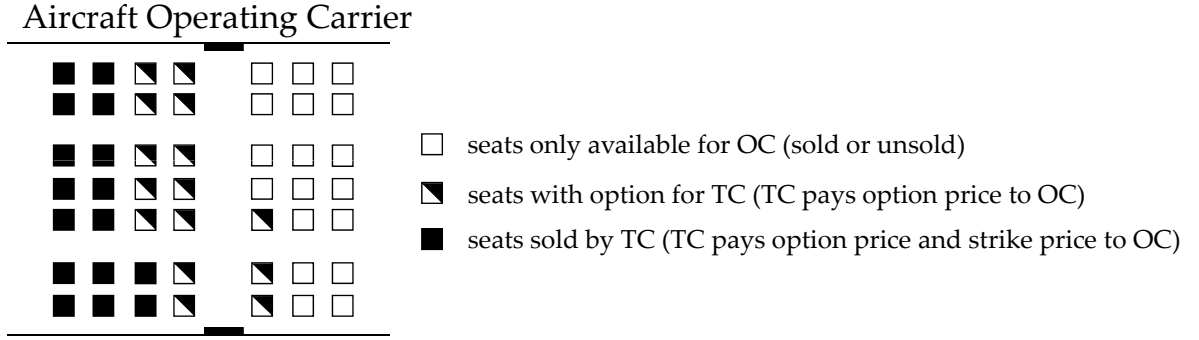 Aircraft Operating Carrier
seats only available for OC (sold or unsold)
seats with option for TC (TC pays option price to OC)
seats sold by TC (TC pays option price and strike price to OC)